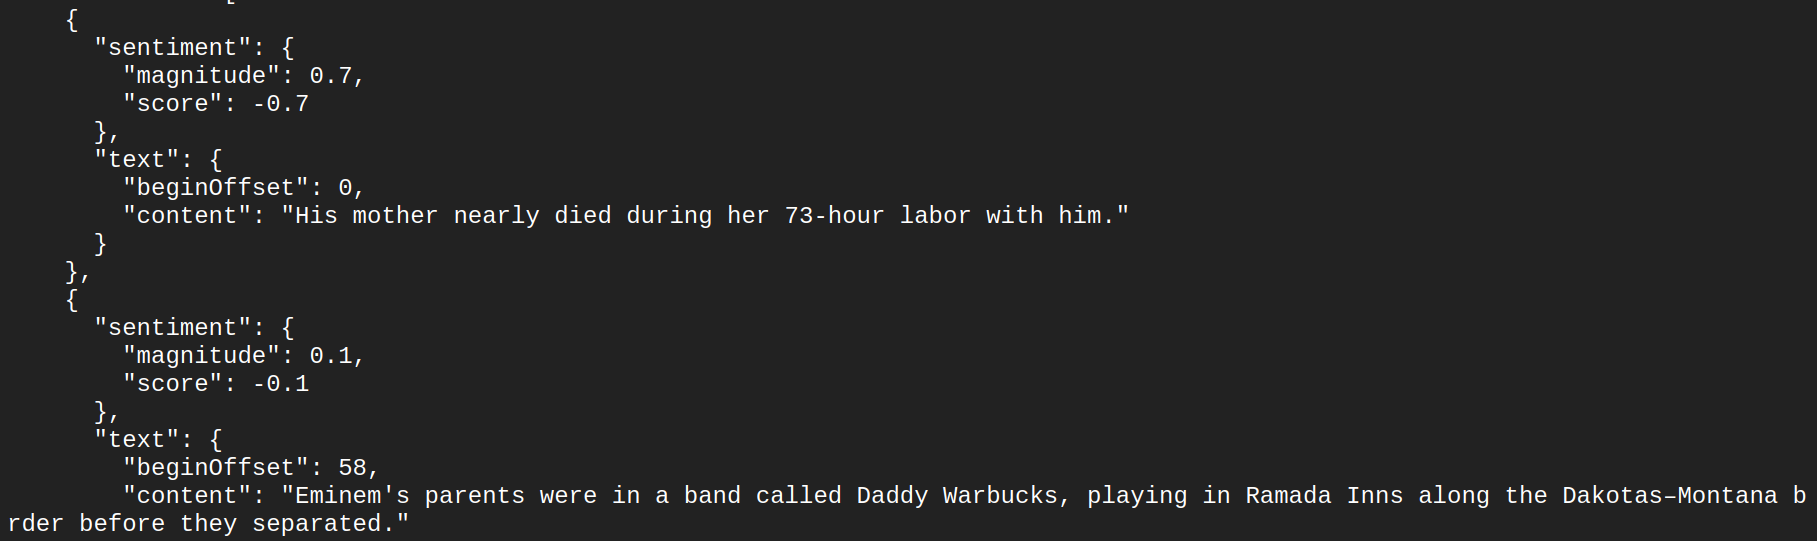 {
"sentiment": {
"magnitude": 0.7,
"score": -0.7
},
"text": {
"beginOffset": 0,
"content": "His mother nearly died during her 73-hour labor with him."
}
},
{
"sentiment": {
"magnitude": 0.1,
"score": -0.1
},
"text": {
"beginOffset": 58,
"content": "Eminem's parents were in a band called Daddy Warbucks, playing in Ramada Inns along the Dakotas–Montana b
rder before they separated."